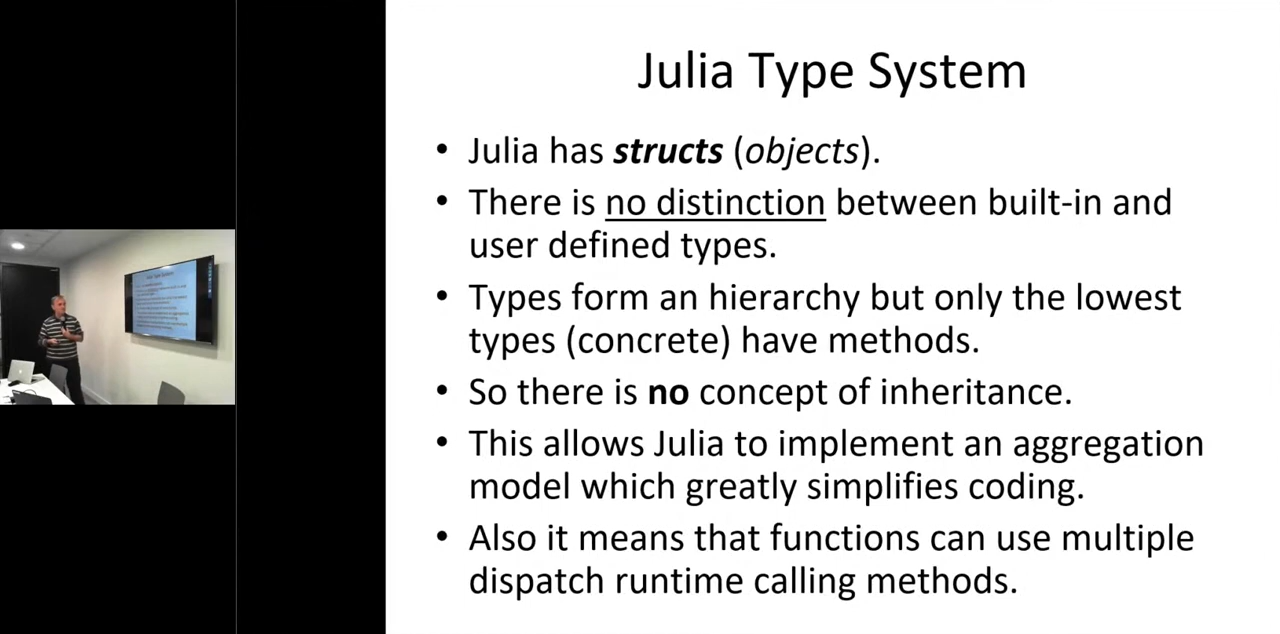 Julia Type System
• Julia has structs (objects).
• There is no distinction between built-in and
user defined types.
• Types form an hierarchy but only the lowest
types (concrete) have methods.
• So there is no concept of inheritance.
• This allows Julia to implement an aggregation
model which greatly simplifies coding.
• Also it means that functions can use multiple
dispatch runtime calling methods.